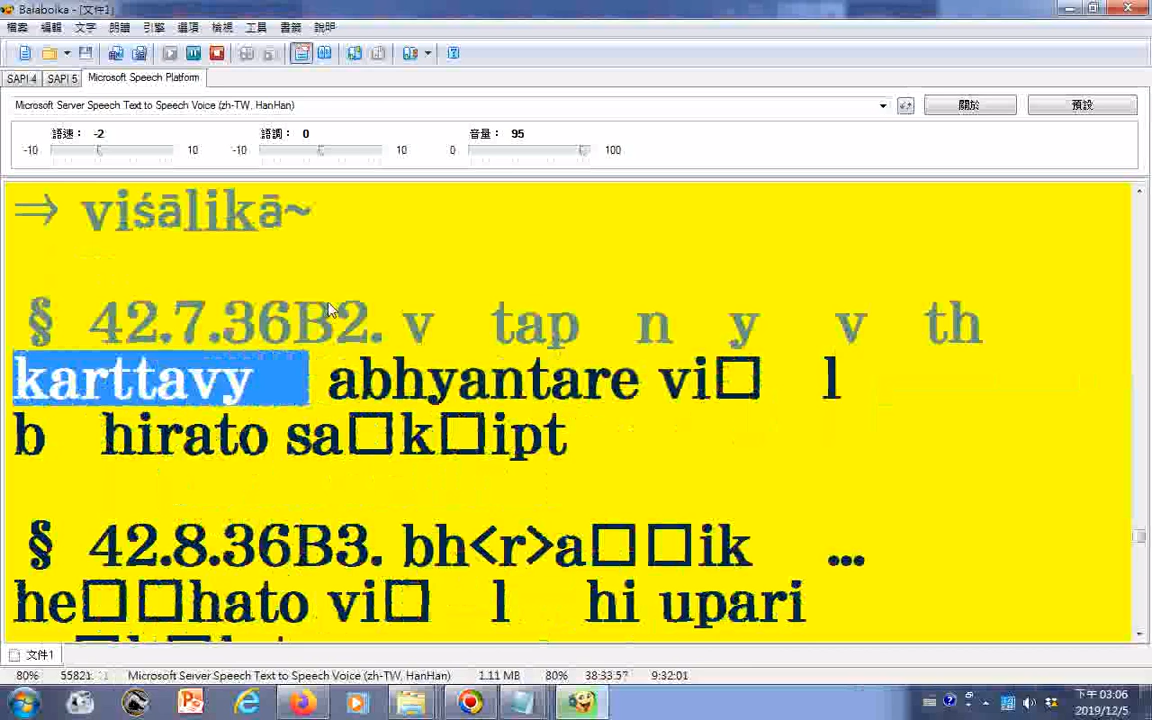 Balabolka - [文件1]
檔案 編輯 文字 朗讀 引擎 選項 檢視 工具 書籤 說明
SAPI 4 SAPI 5 Microsoft Speech Platform
Microsoft Server Speech Text to Speech Voice (zh-TW, HanHan) 關於 預設
語速： -2 語調： 0 音量： 95
-10 10 -10 10 0 100
⇒ viśālikā~
§ 42.7.36B2. v tap n y v th
karttavy abhyantare vi□ l
b hirato sa□k□ipt
§ 42.8.36B3. bh<r>a□□ik ...
he□□hato vi□ l hi upari
文件1
80% 55821 Microsoft Server Speech Text to Speech Voice (zh-TW, HanHan) 1.11 MB 80% 38:33.57 9:32:01
下午 03:06
2019/12/5